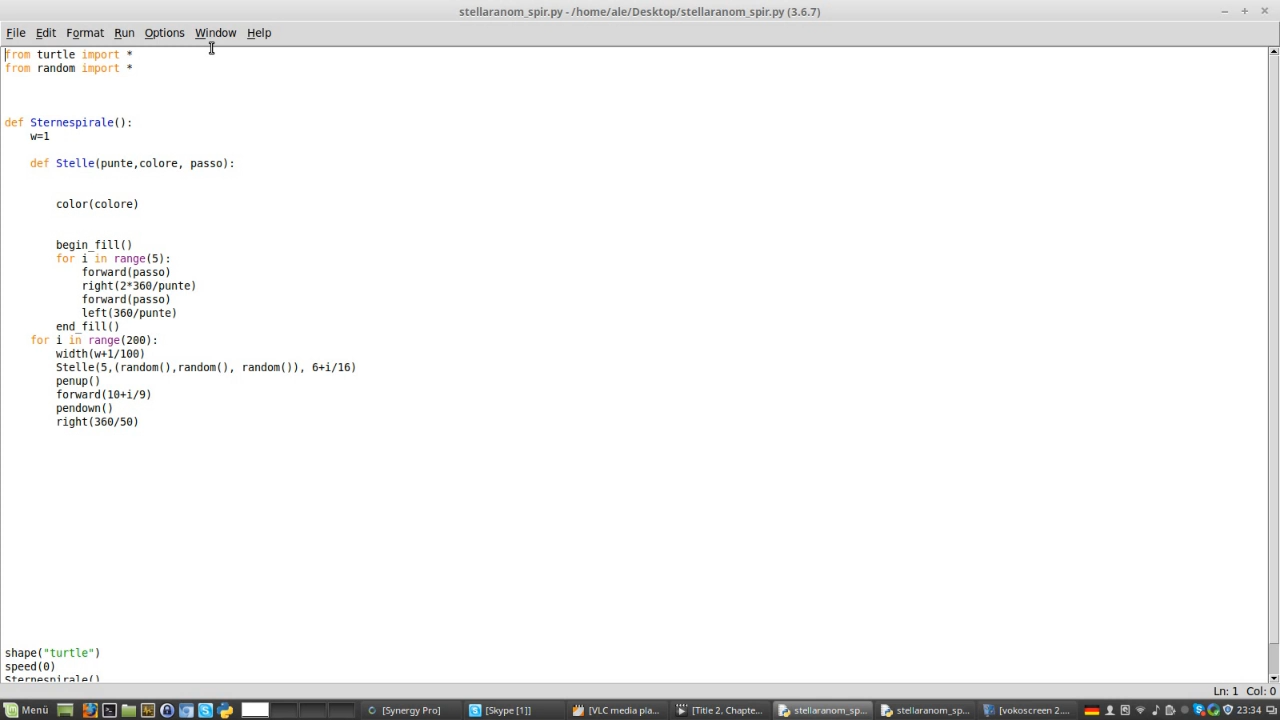 stellaranom_spir.py - /home/ale/Desktop/stellaranom_spir.py (3.6.7)
File Edit Format Run Options Window Help
from turtle import *
from random import *
def Sternespirale():
    w=1
    def Stelle(punte,colore, passo):
        color(colore)
        begin_fill()
        for i in range(5):
            forward(passo)
            right(2*360/punte)
            forward(passo)
            left(360/punte)
        end_fill()
    for i in range(200):
        width(w+1/100)
        Stelle(5,(random(),random(), random()), 6+i/16)
        penup()
        forward(10+i/9)
        pendown()
        right(360/50)
shape("turtle")
speed(0)
Sternespirale()
Ln: 1 Col: 0
Menü [Synergy Pro] [Skype [1]] [VLC media pla... [Title 2, Chapte... stellaranom_sp... stellaranom_sp... [vokoscreen 2.... 23:34